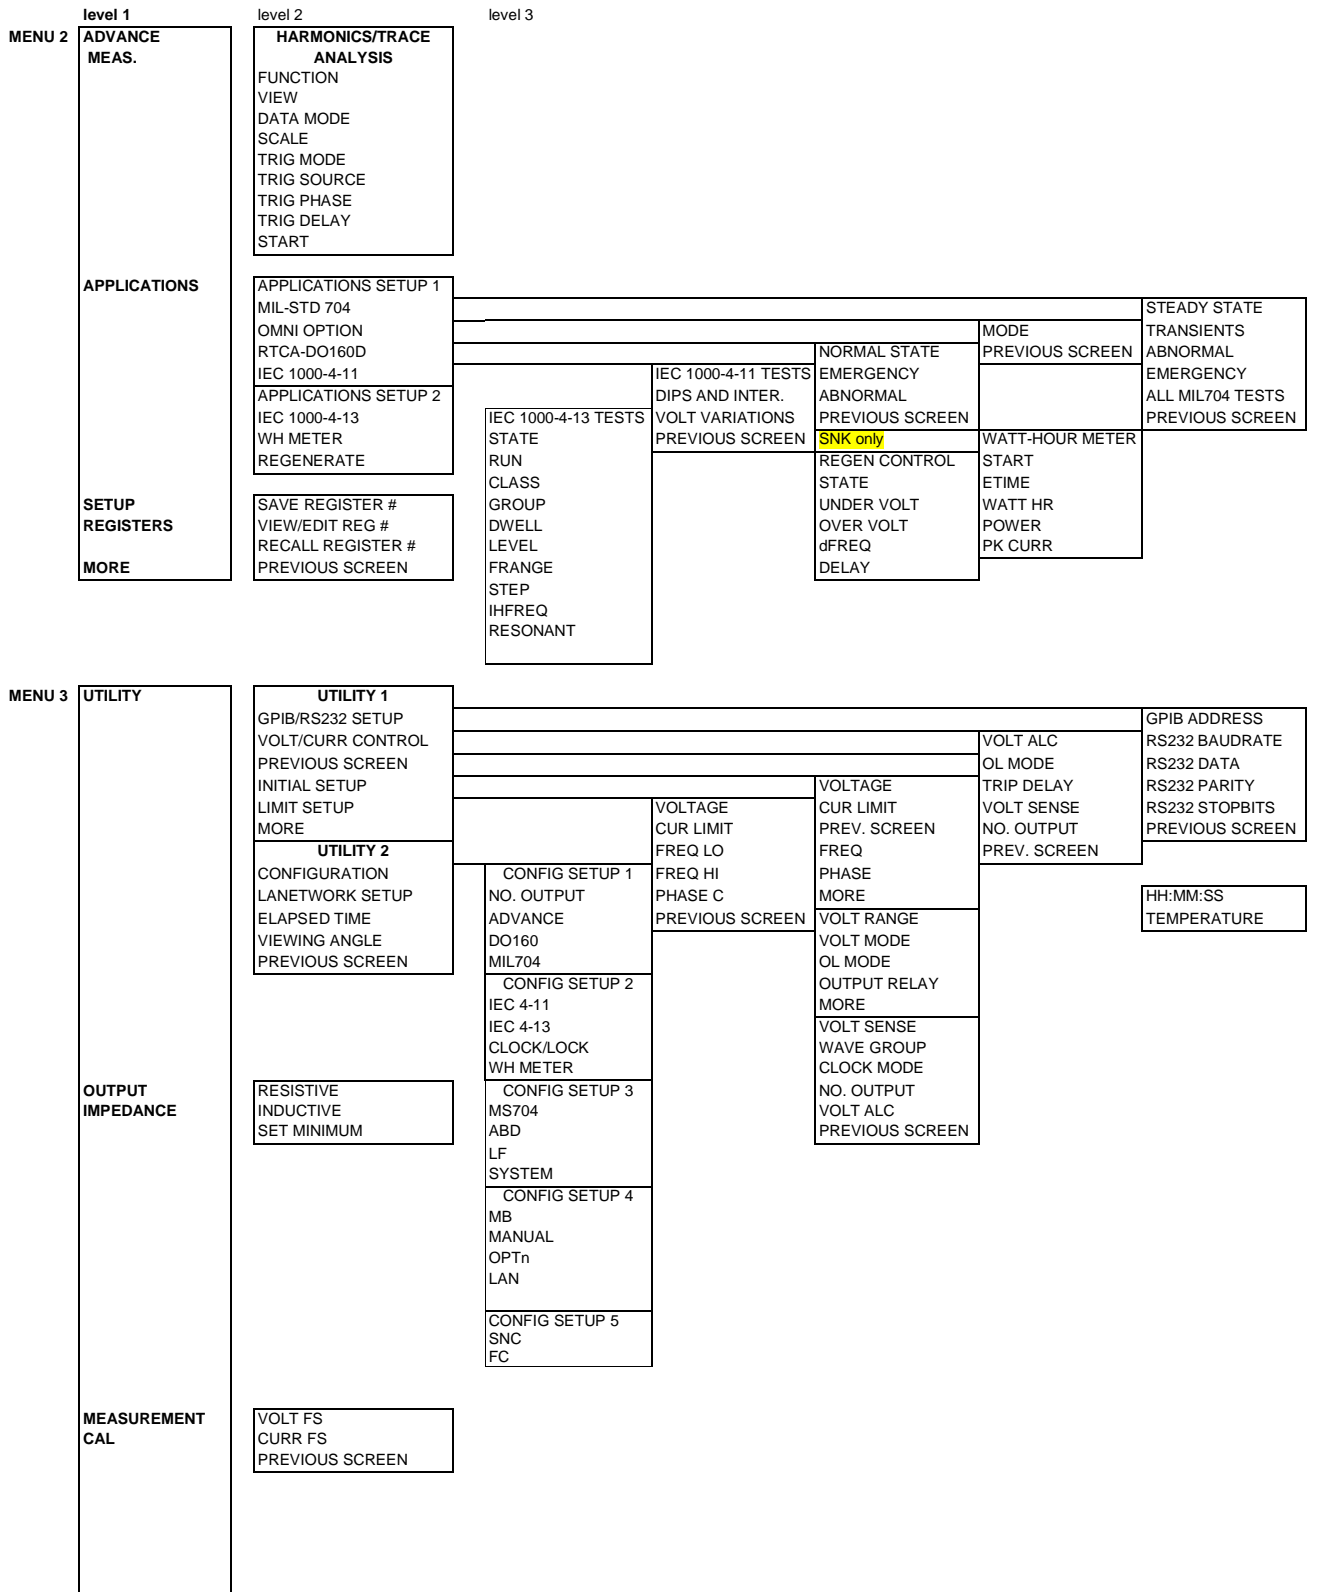 level 1 level 2 level 3
MENU 2 ADVANCE HARMONICS/TRACE
MEAS. ANALYSIS
FUNCTION
VIEW
DATA MODE
SCALE
TRIG MODE
TRIG SOURCE
TRIG PHASE
TRIG DELAY
START
APPLICATIONS APPLICATIONS SETUP 1
MIL-STD 704 STEADY STATE
OMNI OPTION MODE TRANSIENTS
RTCA-DO160D NORMAL STATE PREVIOUS SCREEN ABNORMAL
IEC 1000-4-11 IEC 1000-4-11 TESTS EMERGENCY EMERGENCY
APPLICATIONS SETUP 2 DIPS AND INTER. ABNORMAL ALL MIL704 TESTS
IEC 1000-4-13 IEC 1000-4-13 TESTS VOLT VARIATIONS PREVIOUS SCREEN PREVIOUS SCREEN
WH METER STATE PREVIOUS SCREEN SNK only WATT-HOUR METER
REGENERATE RUN REGEN CONTROL START
CLASS STATE ETIME
SETUP SAVE REGISTER # GROUP UNDER VOLT WATT HR
REGISTERS VIEW/EDIT REG # DWELL OVER VOLT POWER
RECALL REGISTER # LEVEL dFREQ PK CURR
MORE PREVIOUS SCREEN FRANGE DELAY
STEP
IHFREQ
RESONANT
MENU 3 UTILITY UTILITY 1
GPIB/RS232 SETUP GPIB ADDRESS
VOLT/CURR CONTROL VOLT ALC RS232 BAUDRATE
PREVIOUS SCREEN OL MODE RS232 DATA
INITIAL SETUP VOLTAGE TRIP DELAY RS232 PARITY
LIMIT SETUP VOLTAGE CUR LIMIT VOLT SENSE RS232 STOPBITS
MORE CUR LIMIT PREV. SCREEN NO. OUTPUT PREVIOUS SCREEN
UTILITY 2 FREQ LO FREQ PREV. SCREEN
CONFIGURATION CONFIG SETUP 1 FREQ HI PHASE
LANETWORK SETUP NO. OUTPUT PHASE C MORE HH:MM:SS
ELAPSED TIME ADVANCE PREVIOUS SCREEN VOLT RANGE TEMPERATURE
VIEWING ANGLE DO160 VOLT MODE
PREVIOUS SCREEN MIL704 OL MODE
CONFIG SETUP 2 OUTPUT RELAY
IEC 4-11 MORE
IEC 4-13 VOLT SENSE
CLOCK/LOCK WAVE GROUP
WH METER CLOCK MODE
OUTPUT RESISTIVE CONFIG SETUP 3 NO. OUTPUT
IMPEDANCE INDUCTIVE MS704 VOLT ALC
SET MINIMUM ABD PREVIOUS SCREEN
LF
SYSTEM
CONFIG SETUP 4
MB
MANUAL
OPTn
LAN
CONFIG SETUP 5
SNC
FC
MEASUREMENT VOLT FS
CAL CURR FS
PREVIOUS SCREEN